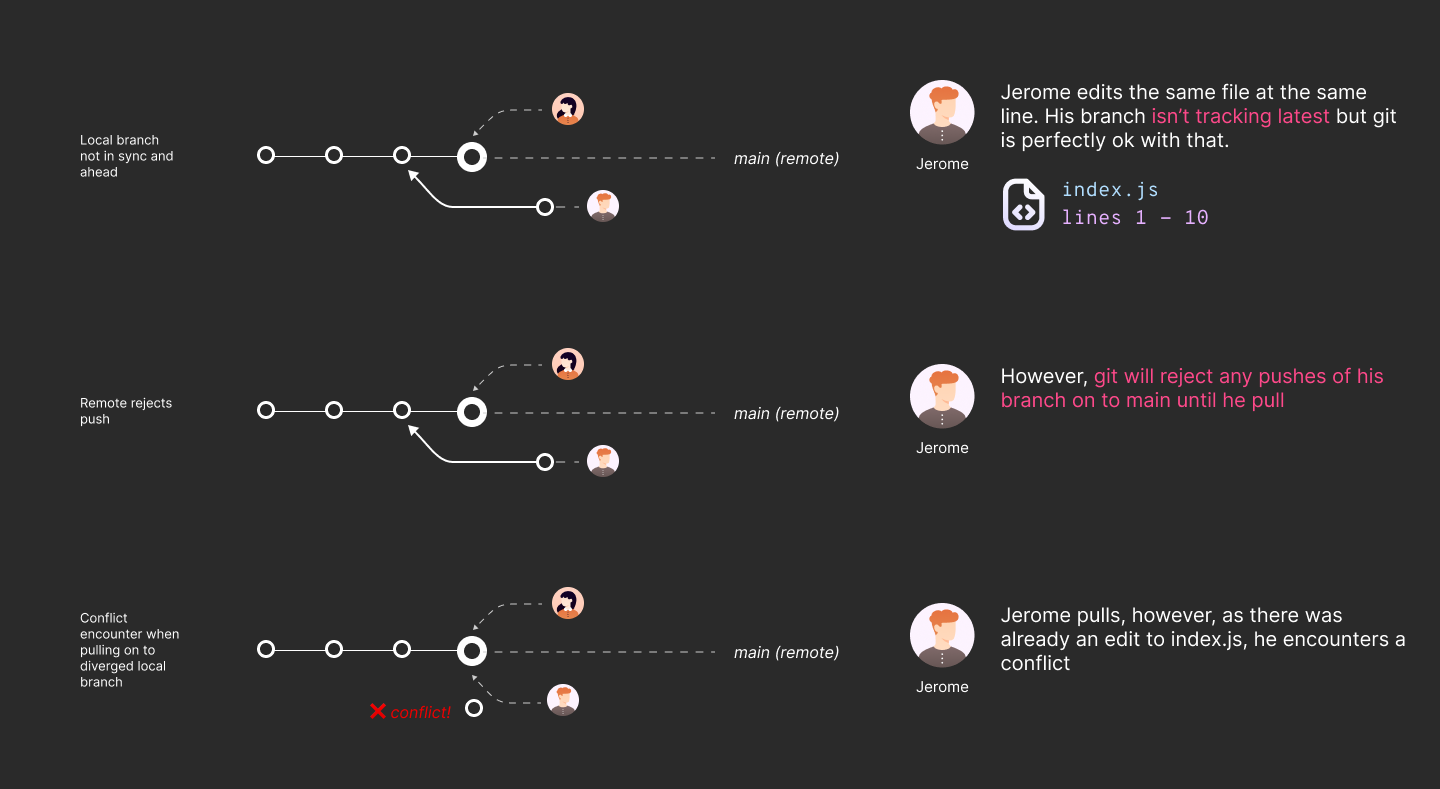 Local branch
not in sync and
ahead
main (remote)
Jerome
Jerome edits the same file at the same
line. His branch isn’t tracking latest but git
is perfectly ok with that.
index.js
lines 1 – 10
Remote rejects
push
main (remote)
Jerome
However, git will reject any pushes of his
branch on to main until he pull
Conflict
encounter when
pulling on to
diverged local
branch
main (remote)
conflict!
Jerome
Jerome pulls, however, as there was
already an edit to index.js, he encounters a
conflict